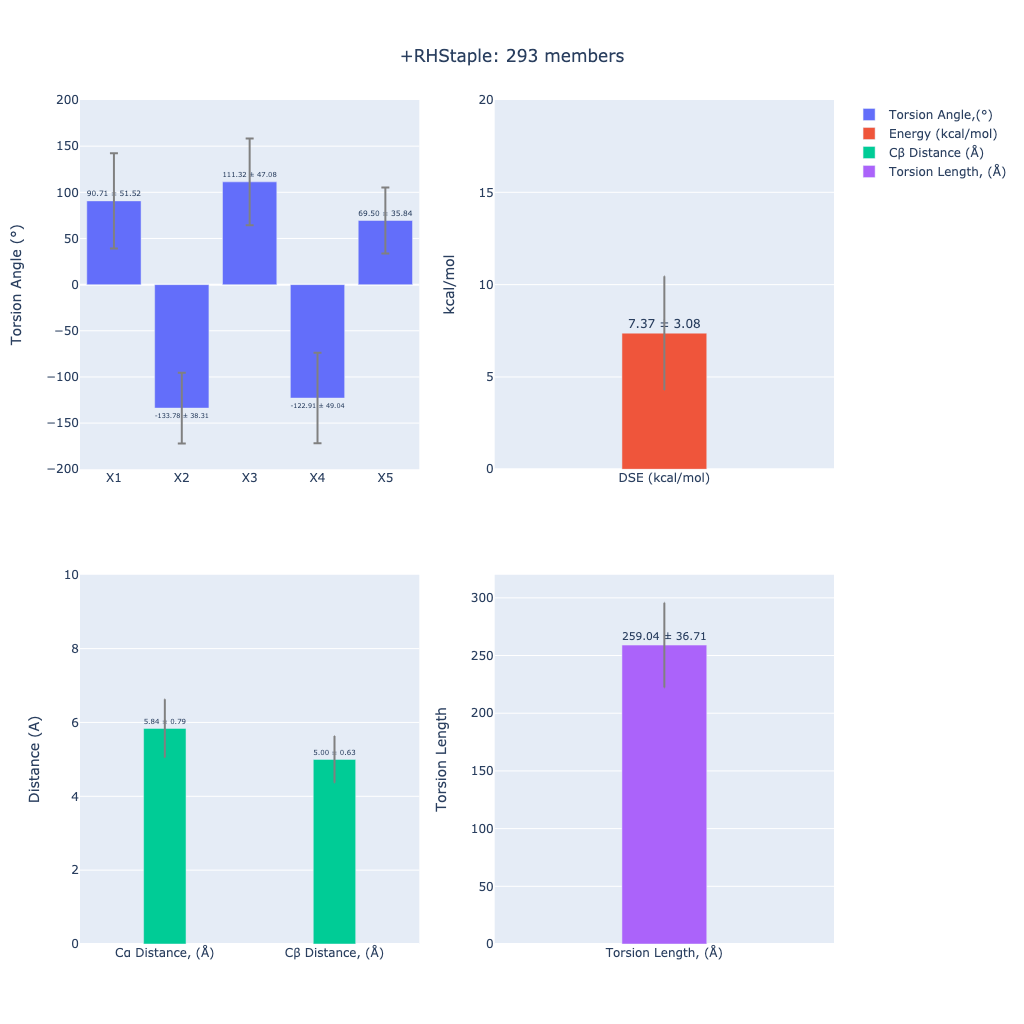 +RHStaple: 293 members
Torsion Angle (°)
200
150
100
50
0
−50
−100
−150
−200
90.71 ± 51.52
-133.78 ± 38.31
111.32 ± 47.08
-122.91 ± 49.04
69.50 ± 35.84
X1
X2
X3
X4
X5
kcal/mol
20
15
10
5
0
7.37 ± 3.08
DSE (kcal/mol)
Torsion Angle,(°)
Energy (kcal/mol)
Cβ Distance (Å)
Torsion Length, (Å)
Distance (A)
10
8
6
4
2
0
5.84 ± 0.79
5.00 ± 0.63
Cα Distance, (Å)
Cβ Distance, (Å)
Torsion Length
300
250
200
150
100
50
0
259.04 ± 36.71
Torsion Length, (Å)